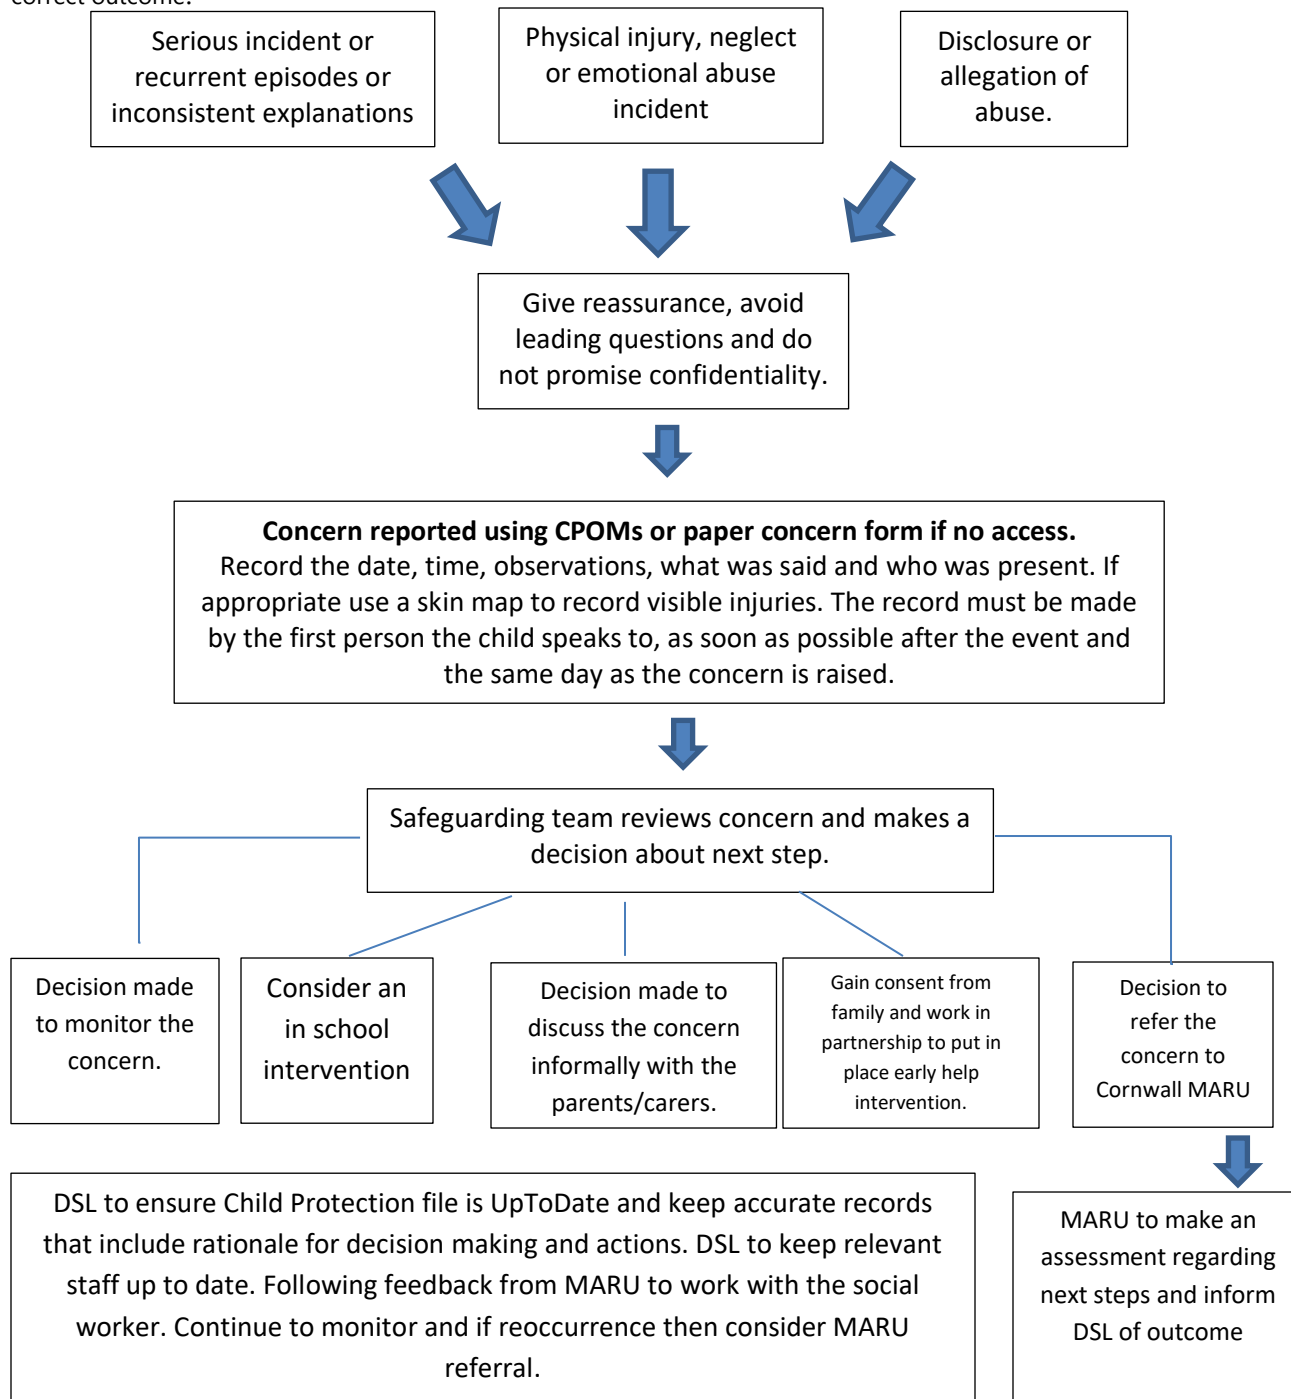 correct outcome.
Serious incident or
recurrent episodes or
inconsistent explanations
Physical injury, neglect
or emotional abuse
incident
Disclosure or
allegation of
abuse.
Give reassurance, avoid
leading questions and do
not promise confidentiality.
Concern reported using CPOMs or paper concern form if no access.
Record the date, time, observations, what was said and who was present. If
appropriate use a skin map to record visible injuries. The record must be made
by the first person the child speaks to, as soon as possible after the event and
the same day as the concern is raised.
Safeguarding team reviews concern and makes a
decision about next step.
Decision made
to monitor the
concern.
Consider an
in school
intervention
Decision made to
discuss the concern
informally with the
parents/carers.
Gain consent from
family and work in
partnership to put in
place early help
intervention.
Decision to
refer the
concern to
Cornwall MARU
DSL to ensure Child Protection file is UpToDate and keep accurate records
that include rationale for decision making and actions. DSL to keep relevant
staff up to date. Following feedback from MARU to work with the social
worker. Continue to monitor and if reoccurrence then consider MARU
referral.
MARU to make an
assessment regarding
next steps and inform
DSL of outcome